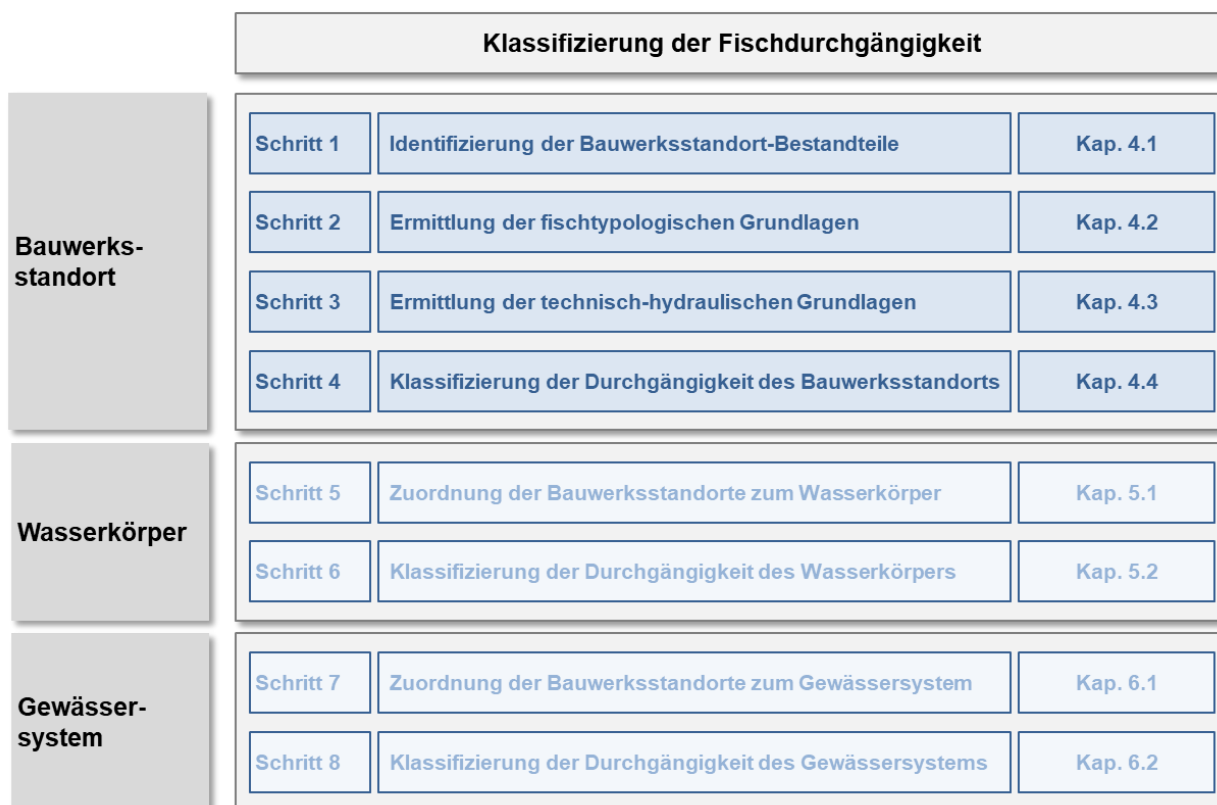 Klassifizierung der Fischdurchgängigkeit
Bauwerks-
standort
Schritt 1 Identifizierung der Bauwerksstandort-Bestandteile Kap. 4.1
Schritt 2 Ermittlung der fischtypologischen Grundlagen Kap. 4.2
Schritt 3 Ermittlung der technisch-hydraulischen Grundlagen Kap. 4.3
Schritt 4 Klassifizierung der Durchgängigkeit des Bauwerksstandorts Kap. 4.4
Wasserkörper
Schritt 5 Zuordnung der Bauwerksstandorte zum Wasserkörper Kap. 5.1
Schritt 6 Klassifizierung der Durchgängigkeit des Wasserkörpers Kap. 5.2
Gewässer-
system
Schritt 7 Zuordnung der Bauwerksstandorte zum Gewässersystem Kap. 6.1
Schritt 8 Klassifizierung der Durchgängigkeit des Gewässersystems Kap. 6.2